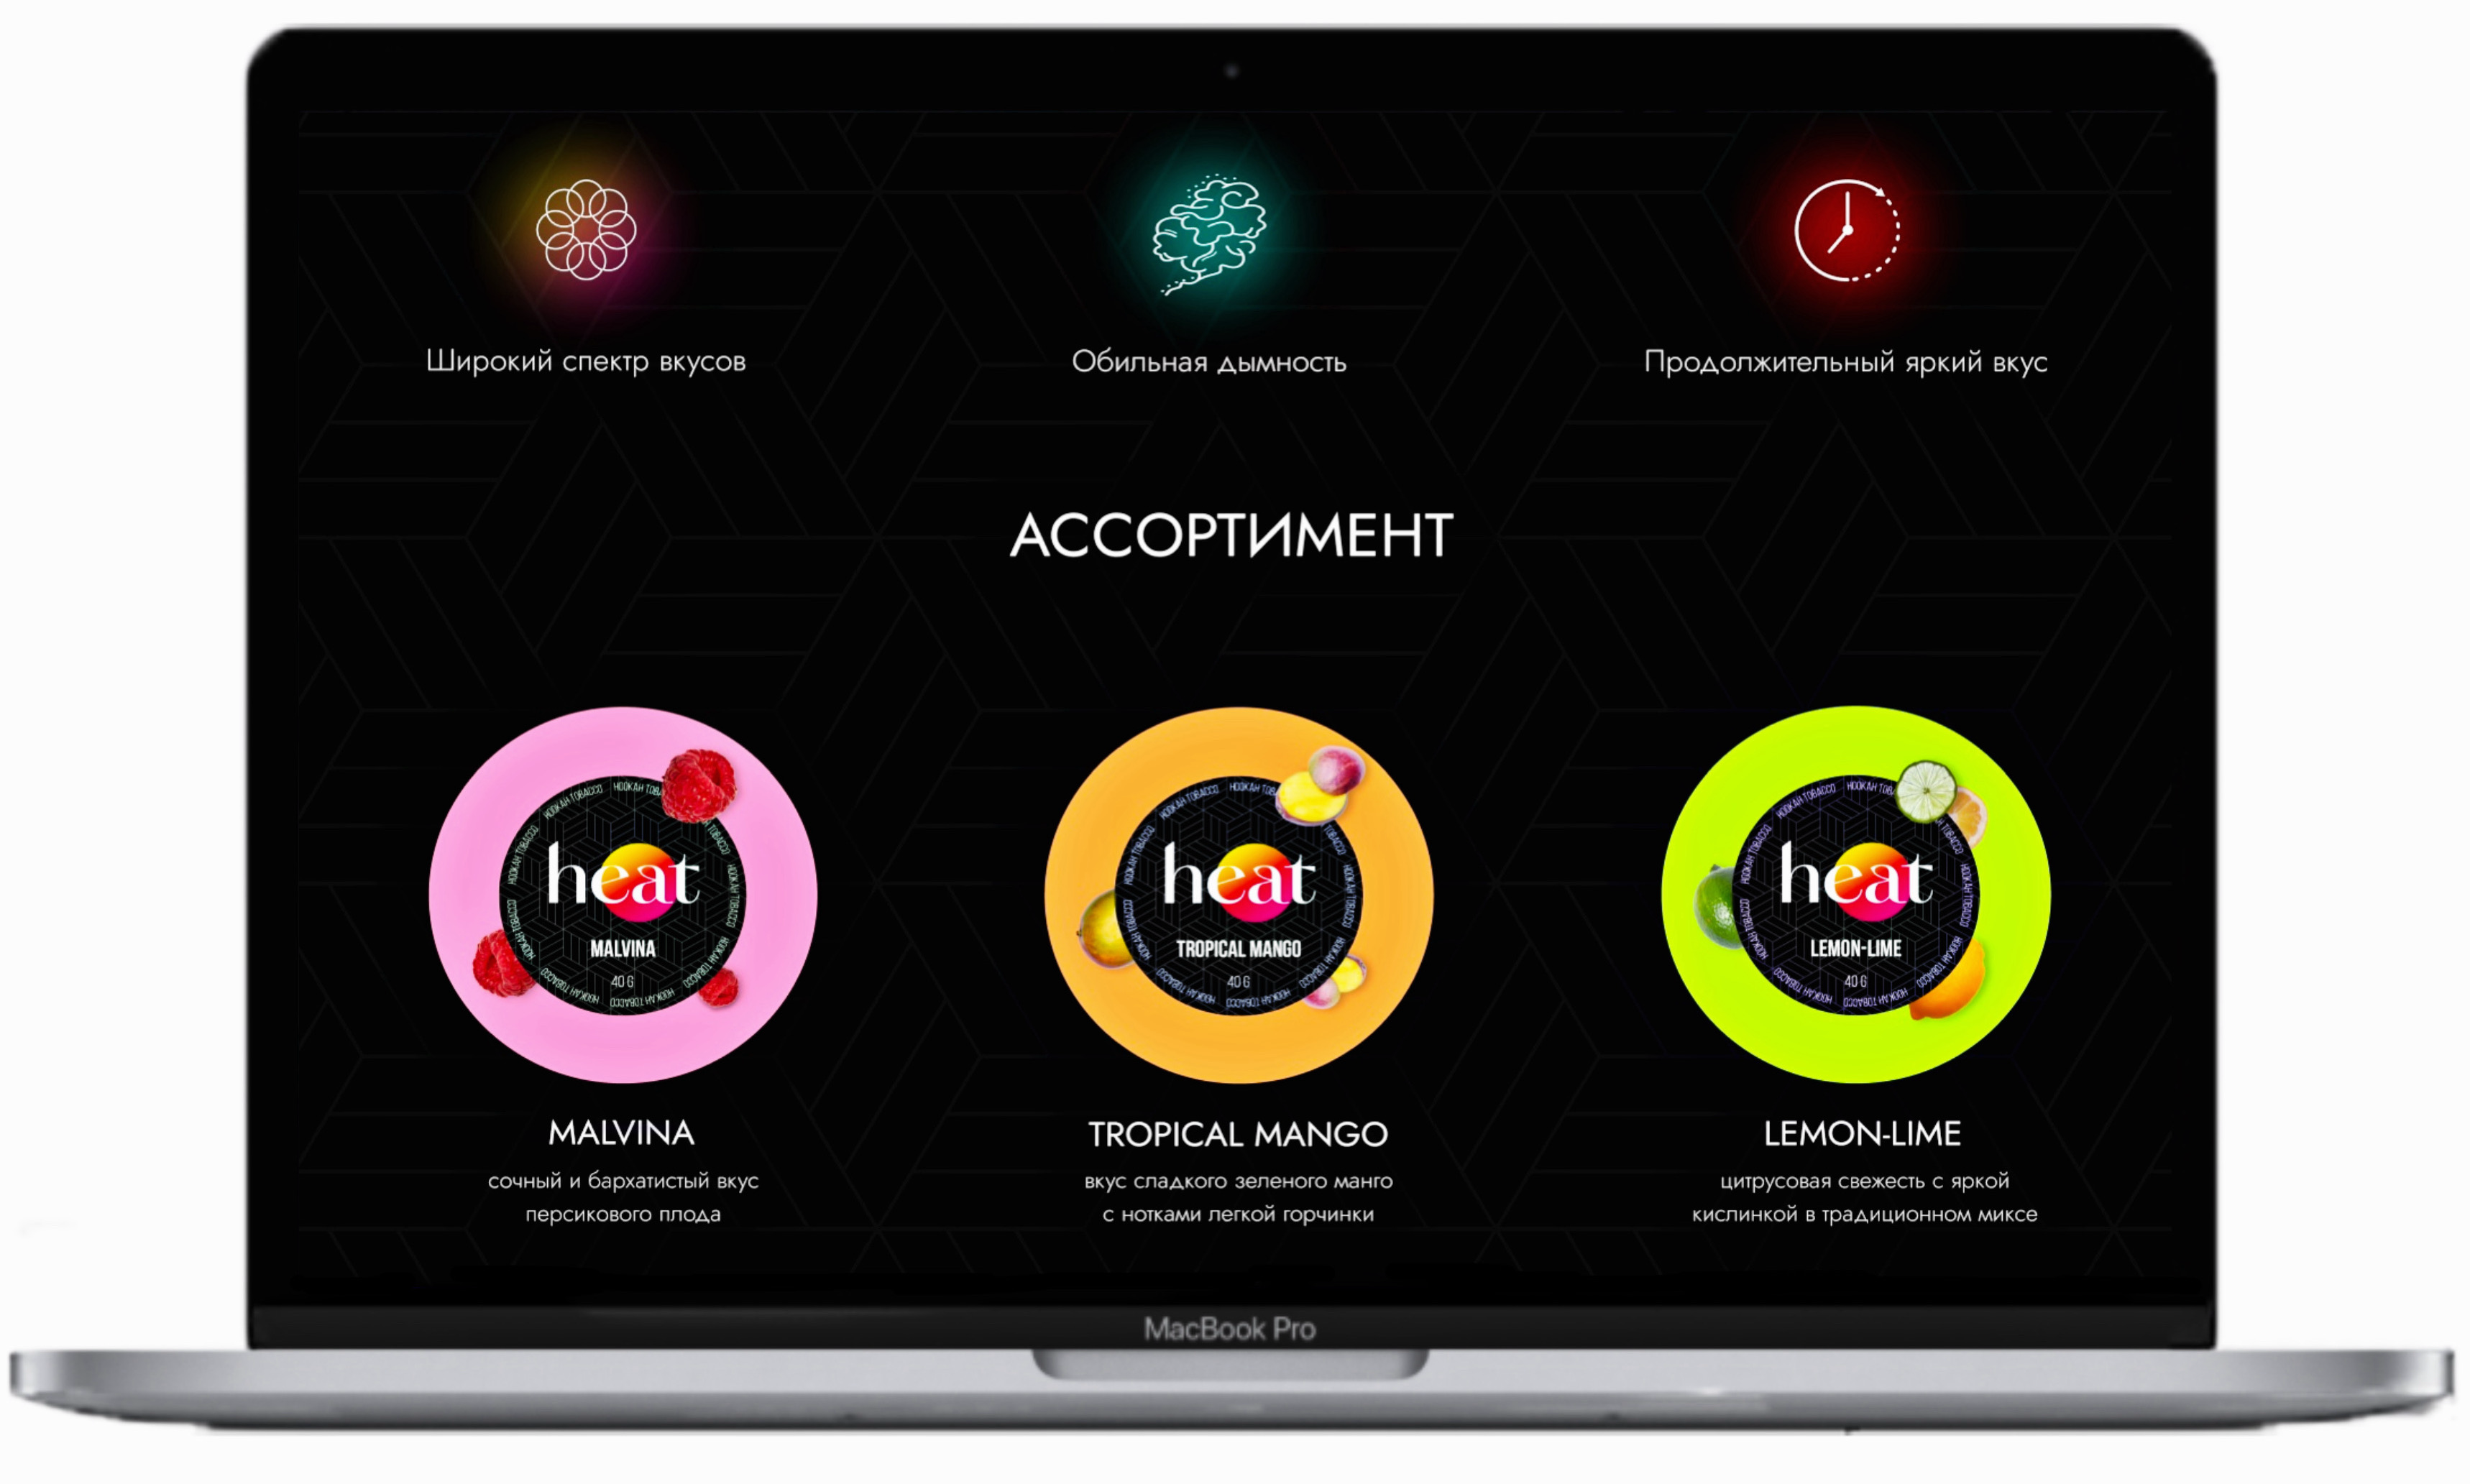 Широкий спектр вкусов
Обильная дымность
Продолжительный яркий вкус
АССОРТИМЕНТ
HOOKAH TOBACCO HOOKAH TOBACCO HOOKAH TOBACCO HOOKAH TOBACCO HOOKAH TOBACCO HOOKAH TOBACCO
heat
MALVINA
40 G
HOOKAH TOBACCO HOOKAH TOBACCO HOOKAH TOBACCO HOOKAH TOBACCO HOOKAH TOBACCO HOOKAH TOBACCO
heat
TROPICAL MANGO
40 G
HOOKAH TOBACCO HOOKAH TOBACCO HOOKAH TOBACCO HOOKAH TOBACCO HOOKAH TOBACCO HOOKAH TOBACCO
heat
LEMON-LIME
40 G
MALVINA
сочный и бархатистый вкус
персикового плода
TROPICAL MANGO
вкус сладкого зеленого манго
с нотками легкой горчинки
LEMON-LIME
цитрусовая свежесть с яркой
кислинкой в традиционном миксе
MacBook Pro